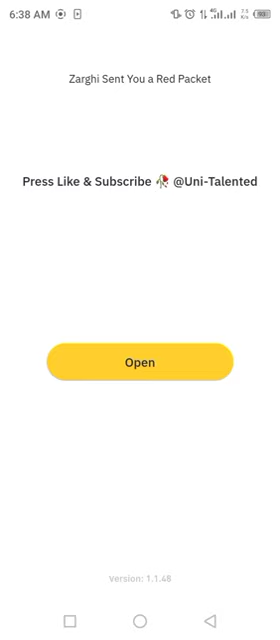 6:38 AM
Zarghi Sent You a Red Packet
Press Like & Subscribe 🥀 @Uni-Talented
Open
Version: 1.1.48